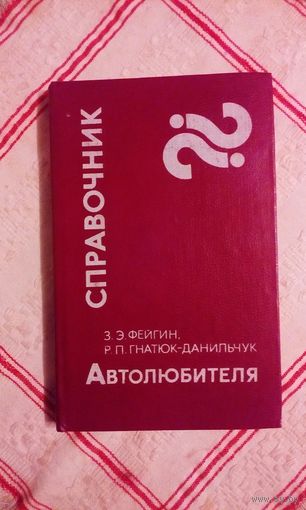 СПРАВОЧНИК
??
З. Э. ФЕЙГИН,
Р. П. ГНАТЮК-ДАНИЛЬЧУК
АВТОЛЮБИТЕЛЯ